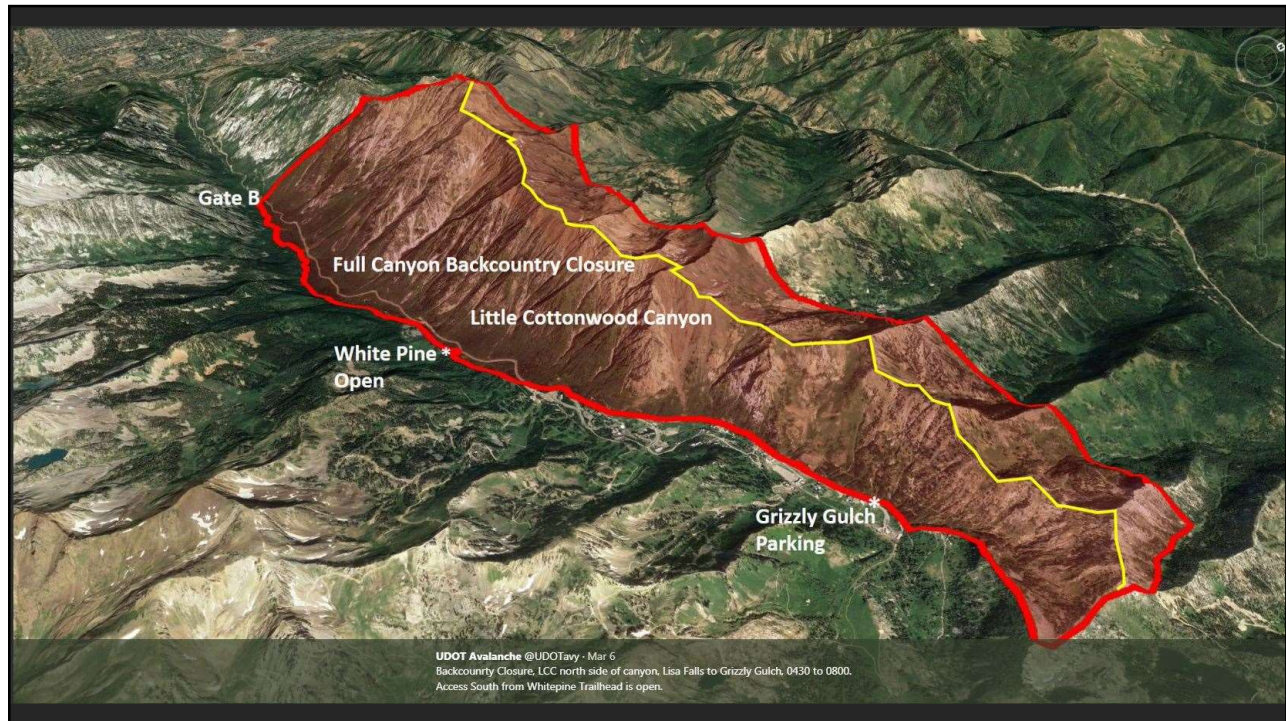 Gate B
Full Canyon Backcountry Closure
Little Cottonwood Canyon
White Pine *
Open
*
Grizzly Gulch
Parking
UDOT Avalanche @UDOTavy · Mar 6
Backcounrty Closure, LCC north side of canyon, Lisa Falls to Grizzly Gulch, 0430 to 0800.
Access South from Whitepine Trailhead is open.